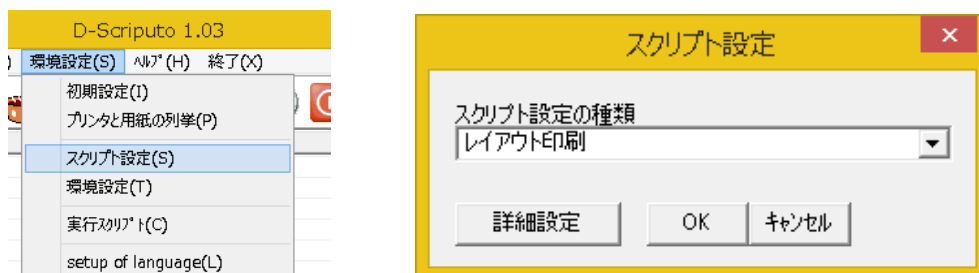 D-Scriputo 1.03
) 環境設定(S) ﾍﾙﾌﾟ(H) 終了(X)
初期設定(I)
プリンタと用紙の列挙(P)
スクリプト設定(S)
環境設定(T)
実行ｽｸﾘﾌﾟﾄ(C)
setup of language(L)
スクリプト設定
スクリプト設定の種類
レイアウト印刷
詳細設定 OK ｷｬﾝｾﾙ